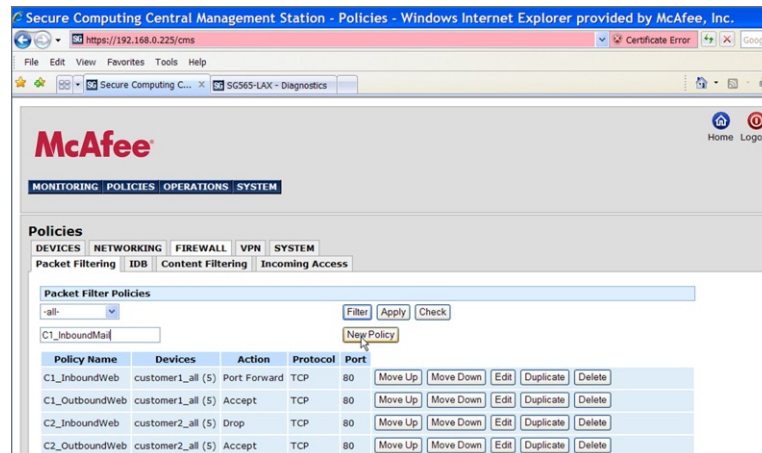 Secure Computing Central Management Station - Policies - Windows Internet Explorer provided by McAfee, Inc.
https://192.168.0.225/cms
Certificate Error
File Edit View Favorites Tools Help
Secure Computing C...
SG565-LAX - Diagnostics
Home
McAfee
MONITORING POLICIES OPERATIONS SYSTEM
Policies
DEVICES NETWORKING FIREWALL VPN SYSTEM
Packet Filtering IDB Content Filtering Incoming Access
Packet Filter Policies
-all- Filter Apply Check
C1_InboundMail New Policy
Policy Name Devices Action Protocol Port
C1_InboundWeb customer1_all (5) Port Forward TCP 80 Move Up Move Down Edit Duplicate Delete
C1_OutboundWeb customer1_all (5) Accept TCP 80 Move Up Move Down Edit Duplicate Delete
C2_InboundWeb customer2_all (5) Drop TCP 80 Move Up Move Down Edit Duplicate Delete
C2_OutboundWeb customer2_all (5) Accept TCP 80 Move Up Move Down Edit Duplicate Delete